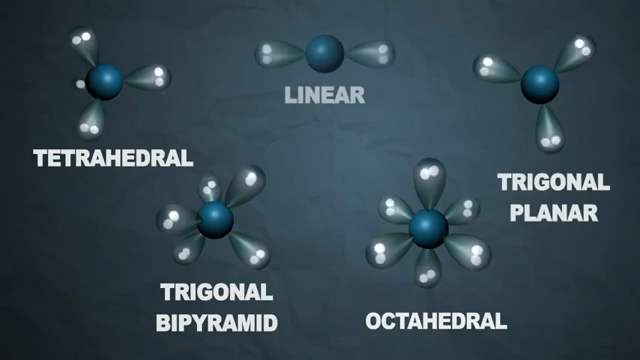 TETRAHEDRAL
LINEAR
TRIGONAL
PLANAR
TRIGONAL
BIPYRAMID
OCTAHEDRAL